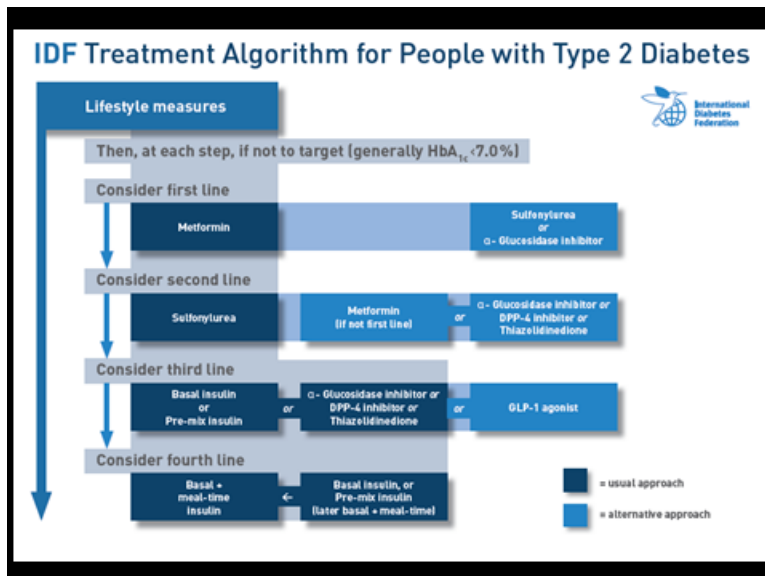 IDF Treatment Algorithm for People with Type 2 Diabetes
Lifestyle measures
International
Diabetes
Federation
Then, at each step, if not to target (generally HbA1c <7.0%)
Consider first line
Metformin
Sulfonylurea
or
α- Glucosidase inhibitor
Consider second line
Sulfonylurea
Metformin
(if not first line)
or
α- Glucosidase inhibitor or
DPP-4 inhibitor or
Thiazolidinedione
Consider third line
Basal insulin
or
Pre-mix insulin
or
α- Glucosidase inhibitor or
DPP-4 inhibitor or
Thiazolidinedione
or
GLP-1 agonist
Consider fourth line
Basal +
meal-time
insulin
←
Basal insulin, or
Pre-mix insulin
(later basal + meal-time)
= usual approach
= alternative approach